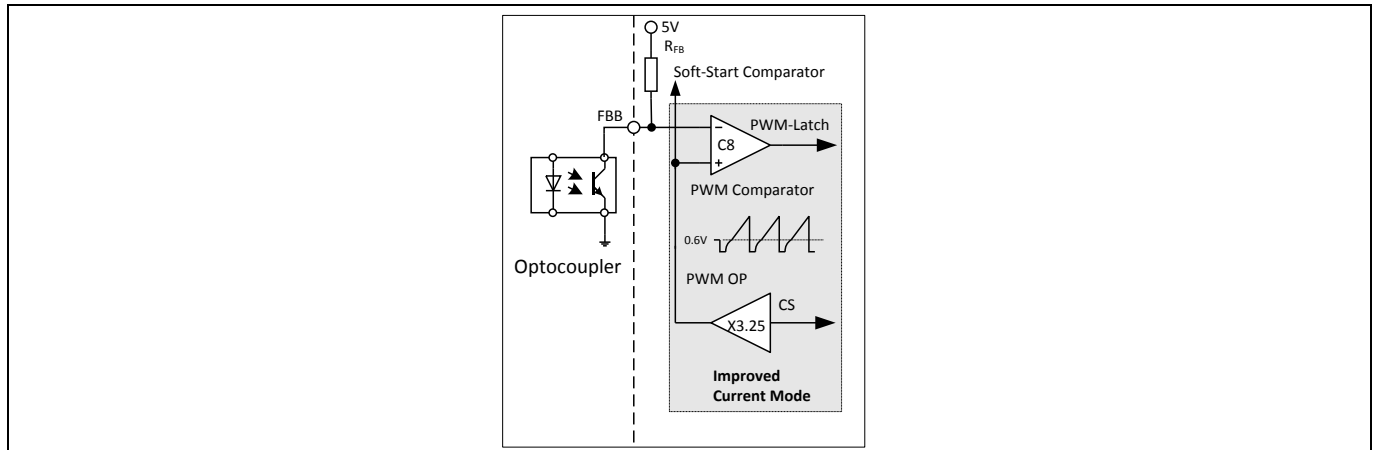 5V
R_FB
Soft-Start Comparator
FBB
PWM-Latch
−
C8
+
PWM Comparator
0.6V
Optocoupler
PWM OP
CS
X3.25
Improved
Current Mode